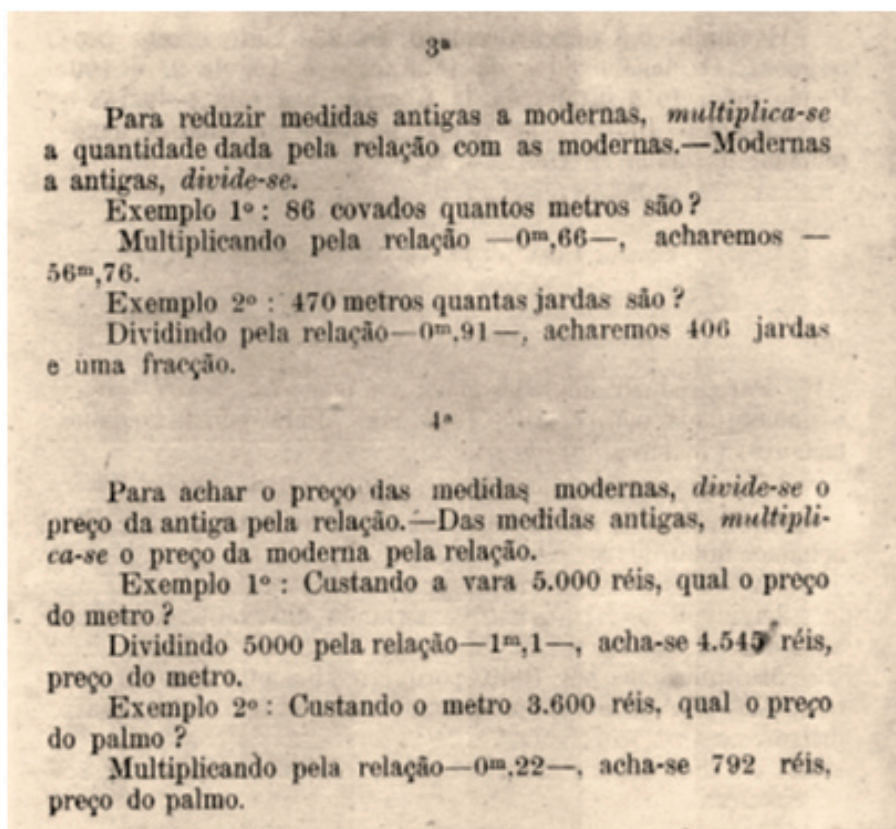 3ª
Para reduzir medidas antigas a modernas, multiplica-se
a quantidade dada pela relação com as modernas.—Modernas
a antigas, divide-se.
Exemplo 1º: 86 covados quantos metros são?
Multiplicando pela relação —0ᵐ,66—, acharemos —
56ᵐ,76.
Exemplo 2º: 470 metros quantas jardas são?
Dividindo pela relação—0ᵐ,91—, acharemos 406 jardas
e uma fracção.
4ª
Para achar o preço das medidas modernas, divide-se o
preço da antiga pela relação.—Das medidas antigas, multipli-
ca-se o preço da moderna pela relação.
Exemplo 1º: Custando a vara 5.000 réis, qual o preço
do metro?
Dividindo 5000 pela relação—1ᵐ,1—, acha-se 4.545 réis,
preço do metro.
Exemplo 2º: Custando o metro 3.600 réis, qual o preço
do palmo?
Multiplicando pela relação—0ᵐ,22—, acha-se 792 réis,
preço do palmo.